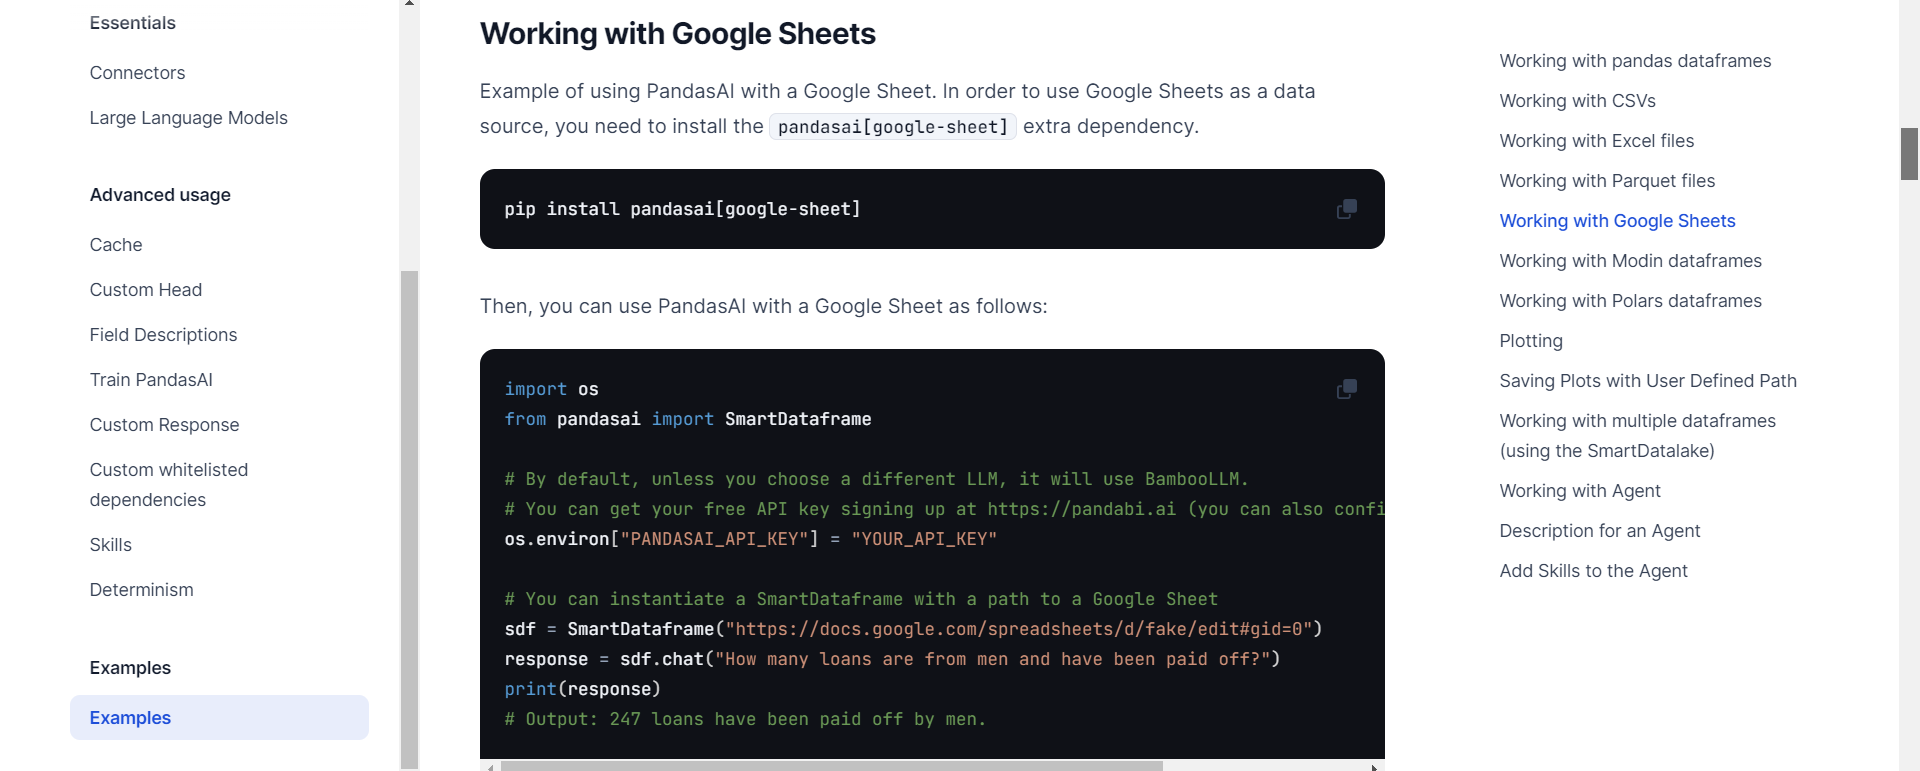 Essentials
Connectors
Large Language Models
Advanced usage
Cache
Custom Head
Field Descriptions
Train PandasAI
Custom Response
Custom whitelisted
dependencies
Skills
Determinism
Examples
Examples
Working with Google Sheets
Example of using PandasAI with a Google Sheet. In order to use Google Sheets as a data
source, you need to install the pandasai[google-sheet] extra dependency.
pip install pandasai[google-sheet]
Then, you can use PandasAI with a Google Sheet as follows:
import os
from pandasai import SmartDataframe
# By default, unless you choose a different LLM, it will use BambooLLM.
# You can get your free API key signing up at https://pandabi.ai (you can also confi
os.environ["PANDASAI_API_KEY"] = "YOUR_API_KEY"
# You can instantiate a SmartDataframe with a path to a Google Sheet
sdf = SmartDataframe("https://docs.google.com/spreadsheets/d/fake/edit#gid=0")
response = sdf.chat("How many loans are from men and have been paid off?")
print(response)
# Output: 247 loans have been paid off by men.
Working with pandas dataframes
Working with CSVs
Working with Excel files
Working with Parquet files
Working with Google Sheets
Working with Modin dataframes
Working with Polars dataframes
Plotting
Saving Plots with User Defined Path
Working with multiple dataframes
(using the SmartDatalake)
Working with Agent
Description for an Agent
Add Skills to the Agent